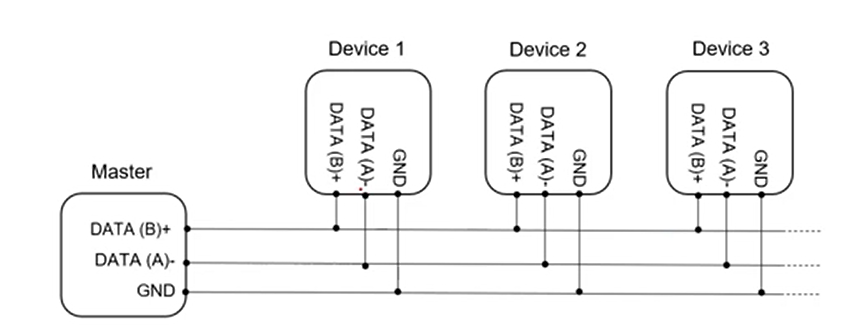 Device 1
Device 2
Device 3
DATA (B)+
DATA (A)-
GND
DATA (B)+
DATA (A)-
GND
DATA (B)+
DATA (A)-
GND
Master
DATA (B)+
DATA (A)-
GND